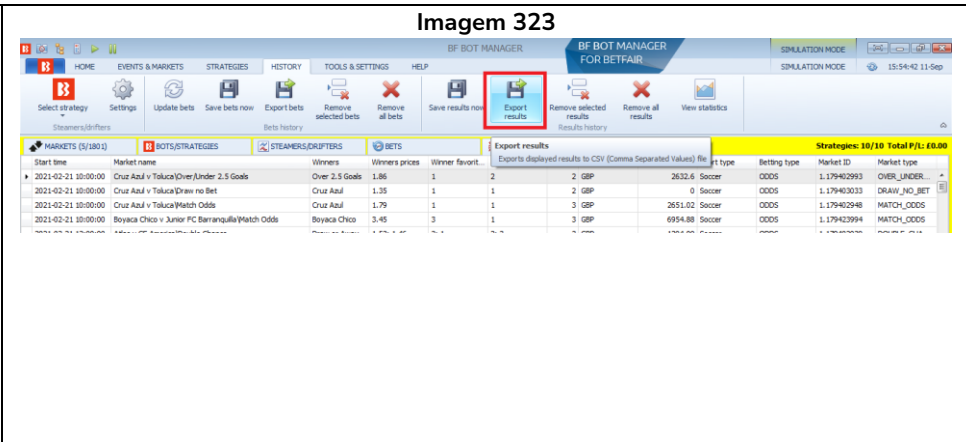 Imagem 323
BF BOT MANAGER
BF BOT MANAGER
FOR BETFAIR
SIMULATION MODE
HOME EVENTS & MARKETS STRATEGIES HISTORY TOOLS & SETTINGS HELP
SIMULATION MODE 15:54:42 11-Sep
Select strategy Settings Update bets Save bets now Export bets Remove selected bets Remove all bets Save results now Export results Remove selected results Remove all results View statistics
Steamers/drifters Bets history Results history
MARKETS (5/1801) BOTS/STRATEGIES STEAMERS/DRIFTERS BETS Strategies: 10/10 Total P/L: £0.00
Export results
Exports displayed results to CSV (Comma Separated Values) file
Start time Market name Winners Winners prices Winner favorit... rt type Betting type Market ID Market type
2021-02-21 10:00:00 Cruz Azul v Toluca\Over/Under 2.5 Goals Over 2.5 Goals 1.86 1 2 2 GBP 2632.6 Soccer ODDS 1.179402993 OVER_UNDER...
2021-02-21 10:00:00 Cruz Azul v Toluca\Draw no Bet Cruz Azul 1.35 1 1 2 GBP 0 Soccer ODDS 1.179403033 DRAW_NO_BET
2021-02-21 10:00:00 Cruz Azul v Toluca\Match Odds Cruz Azul 1.79 1 1 3 GBP 2651.02 Soccer ODDS 1.179402948 MATCH_ODDS
2021-02-21 10:00:00 Boyaca Chico v Junior FC Barranquilla\Match Odds Boyaca Chico 3.45 3 1 3 GBP 6954.88 Soccer ODDS 1.179423994 MATCH_ODDS